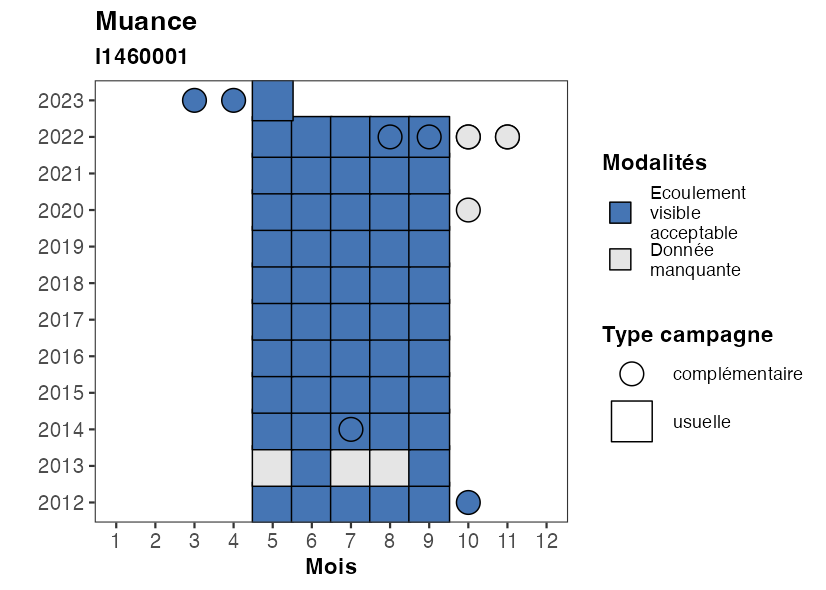 Muance
I1460001
2023
2022
2021
2020
2019
2018
2017
2016
2015
2014
2013
2012
1 2 3 4 5 6 7 8 9 10 11 12
Mois
Modalités
Ecoulement
visible
acceptable
Donnée
manquante
Type campagne
complémentaire
usuelle